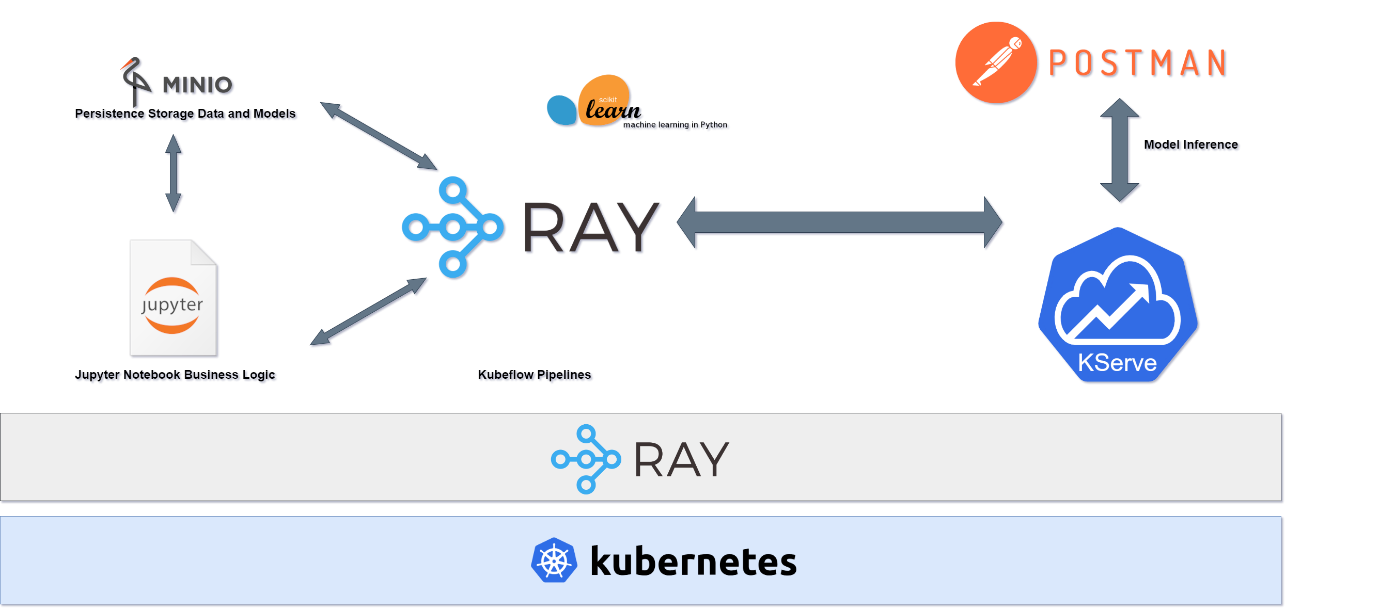 MINIO
Persistence Storage Data and Models
scikit
learn
machine learning in Python
POSTMAN
Model Inference
RAY
jupyter
KServe
Jupyter Notebook Business Logic
Kubeflow Pipelines
RAY
kubernetes